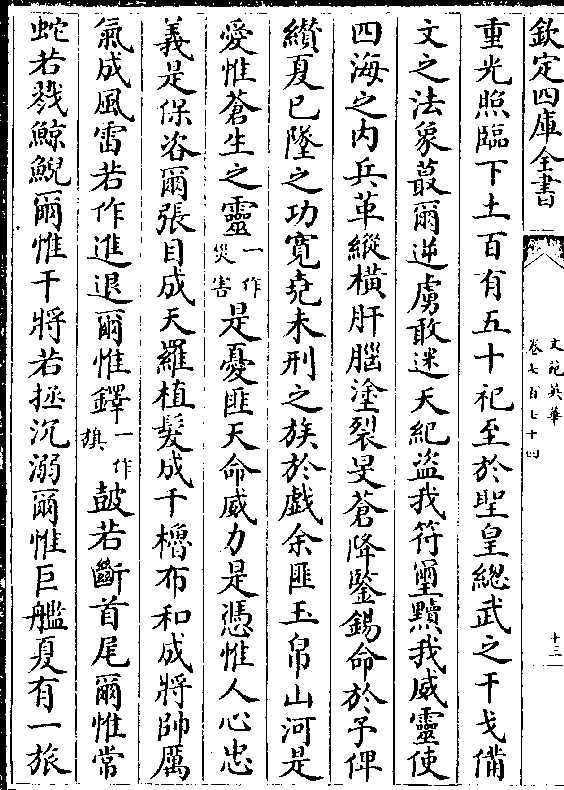 欽定四庫全書
文苑英華
卷七百七十四
十三
重光照臨下土百有五十祀至於聖皇總武之干戈備
文之法象蕞爾逆虜敢迷天紀盜我符璽黷我威靈使
四海之内兵革縱橫肝腦塗裂旻蒼降鑒錫命於予俾
纘夏已墜之功寛堯未刑之族於戲余匪玉帛山河是
愛惟蒼生之靈一作災害是憂匪天命威力是憑惟人心忠
義是保咨爾張目成天羅植髮成千櫓布和成將帥厲
氣成風雷若作進退爾惟鐸一作旗鼓若斷首尾爾惟常
蛇若戮鯨鯢爾惟干將若拯沉溺爾惟巨艦夏有一旅